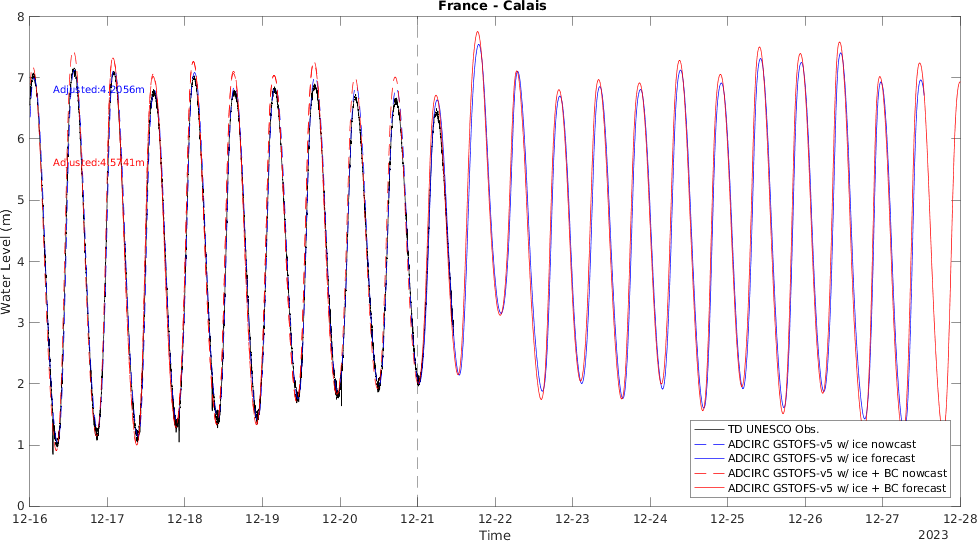 France - Calais
8
7
6
5
4
3
2
1
0
Water Level (m)
Adjusted:4.2056m
Adjusted:4.5741m
TD UNESCO Obs.
ADCIRC GSTOFS-v5 w/ ice nowcast
ADCIRC GSTOFS-v5 w/ ice forecast
ADCIRC GSTOFS-v5 w/ ice + BC nowcast
ADCIRC GSTOFS-v5 w/ ice + BC forecast
12-16 12-17 12-18 12-19 12-20 12-21 12-22 12-23 12-24 12-25 12-26 12-27 12-28
Time
2023